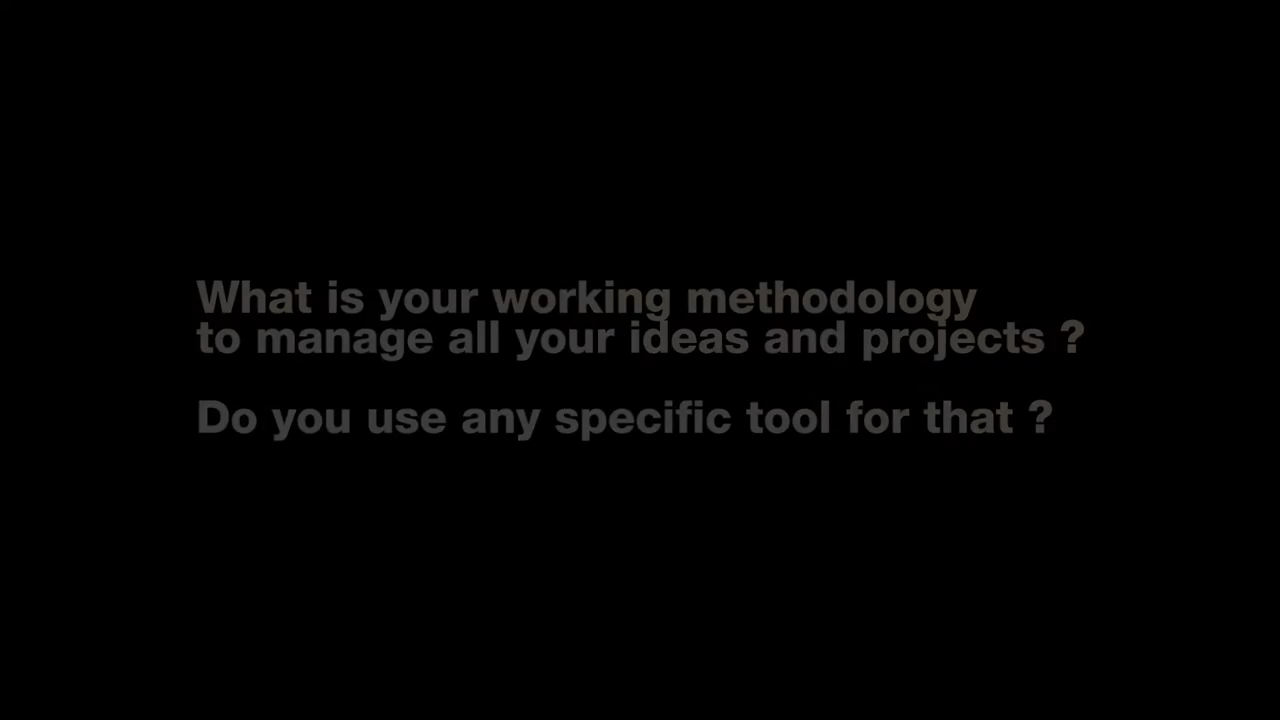 What is your working methodology
to manage all your ideas and projects ?
Do you use any specific tool for that ?